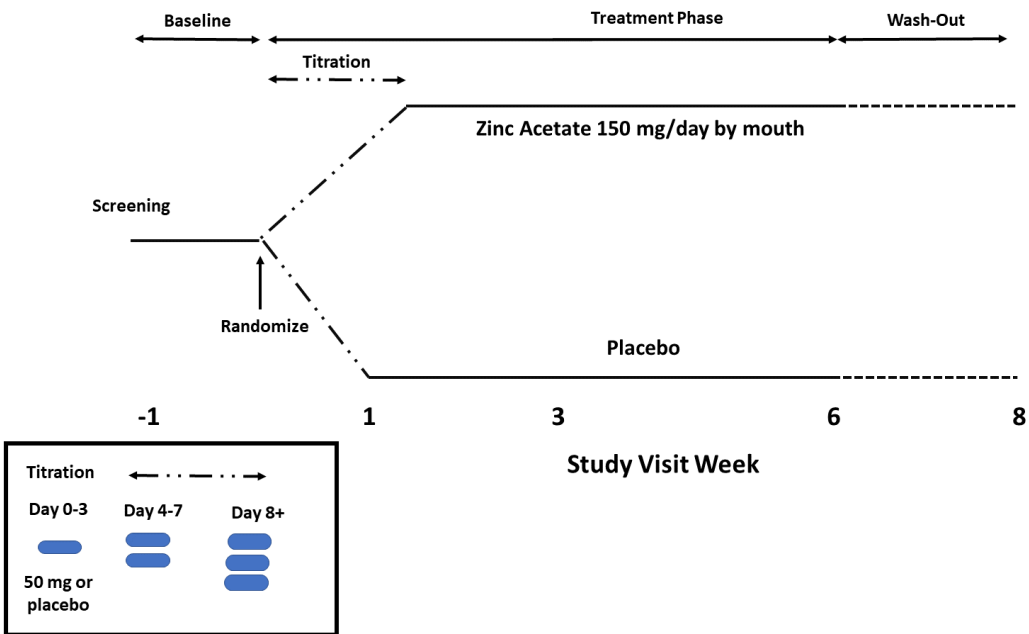 Baseline
Treatment Phase
Wash-Out
Titration
Zinc Acetate 150 mg/day by mouth
Screening
Randomize
Placebo
-1 1 3 6 8
Study Visit Week
Titration
Day 0-3 Day 4-7 Day 8+
50 mg or
placebo